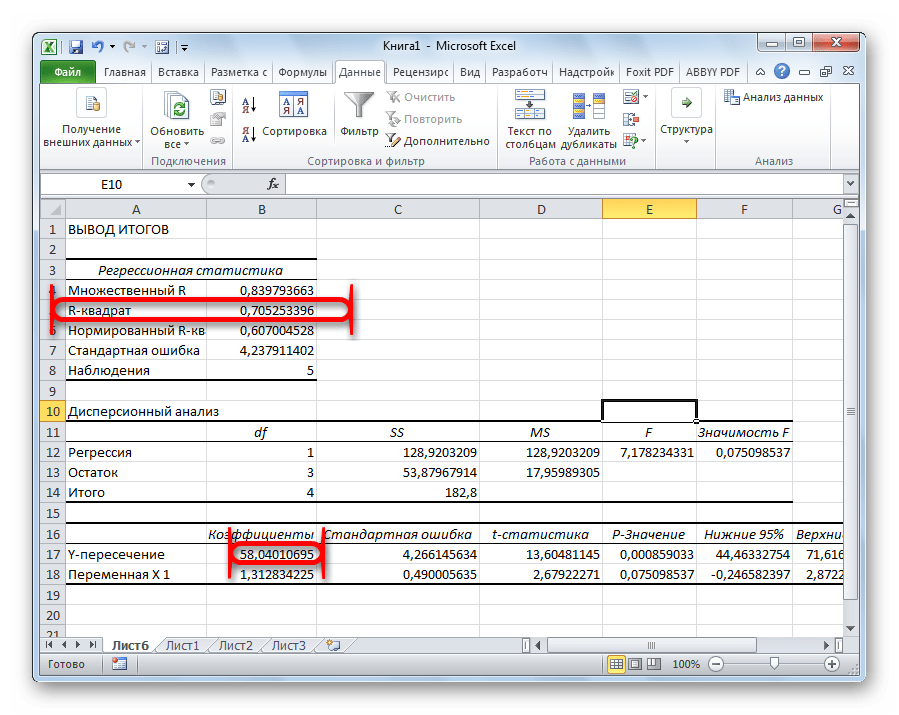 Книга1 - Microsoft Excel
Файл Главная Вставка Разметка с Формулы Данные Рецензирс Вид Разработч Надстройк Foxit PDF ABBYY PDF
Получение внешних данных
Обновить все
Подключения
Сортировка
Фильтр
Очистить
Повторить
Дополнительно
Сортировка и фильтр
Текст по столбцам
Удалить дубликаты
Работа с данными
Структура
Анализ данных
Анализ
E10 fx
A B C D E F G
1 ВЫВОД ИТОГОВ
2
3 Регрессионная статистика
4 Множественный R 0,839793663
R-квадрат 0,705253396
6 Нормированный R-кв 0,607004528
7 Стандартная ошибка 4,237911402
8 Наблюдения 5
9
10 Дисперсионный анализ
11 df SS MS F Значимость F
12 Регрессия 1 128,9203209 128,9203209 7,178234331 0,075098537
13 Остаток 3 53,87967914 17,95989305
14 Итого 4 182,8
15
16 Коэффициенты Стандартная ошибка t-статистика P-Значение Нижние 95% Верхни
17 Y-пересечение 58,04010695 4,266145634 13,60481145 0,000859033 44,46332754 71,616
18 Переменная X 1 1,312834225 0,490005635 2,67922271 0,075098537 -0,246582397 2,8722
19
20
21
Лист6 Лист1 Лист2 Лист3
Готово 100%